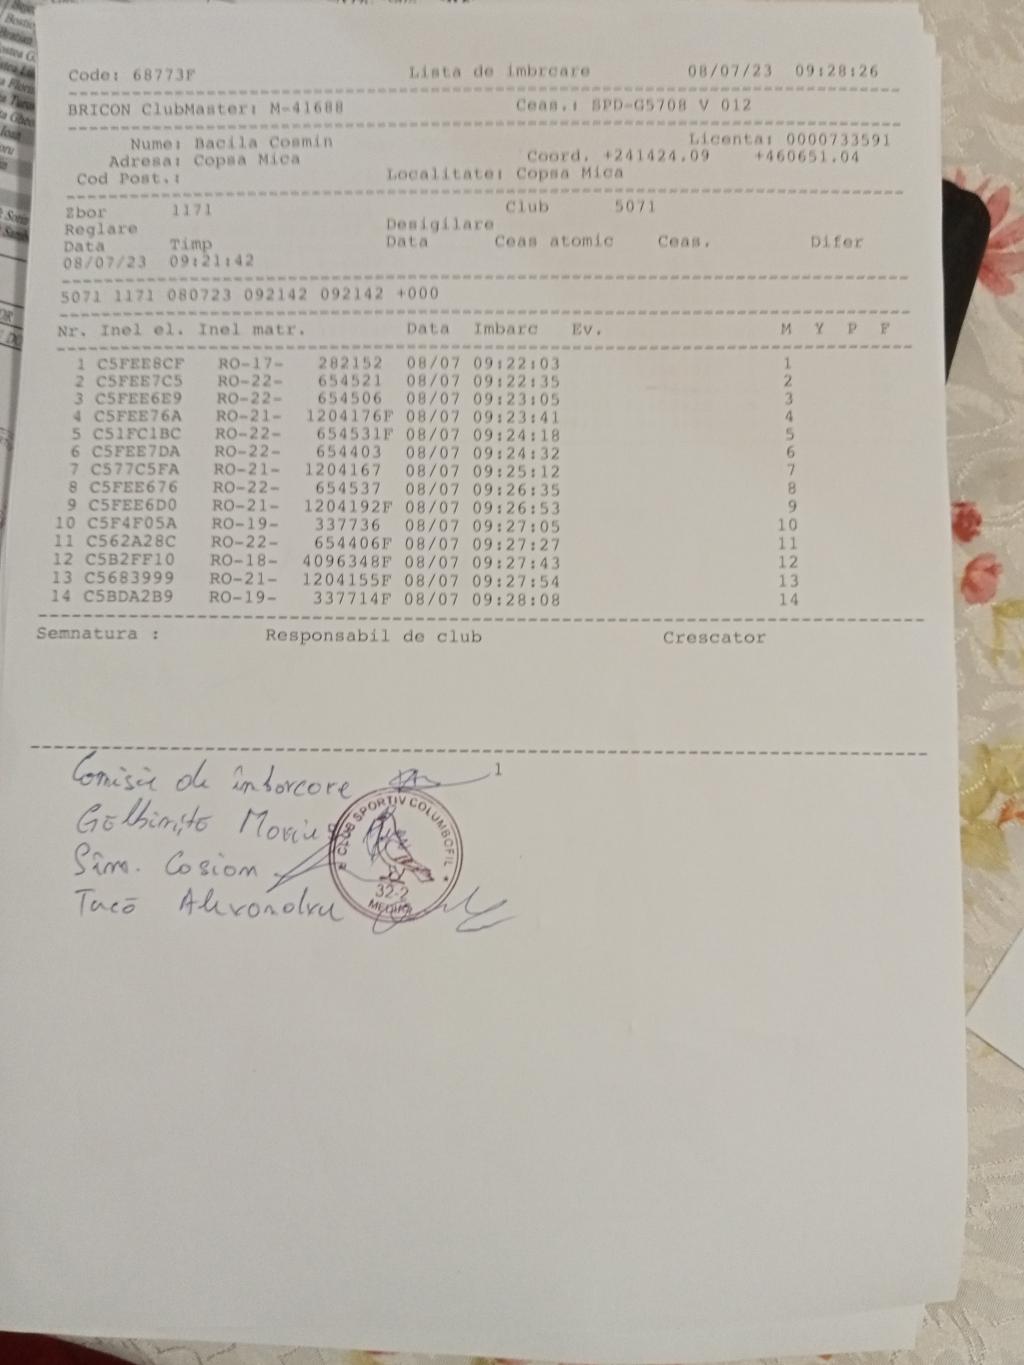 Code: 68773F Lista de imbrcare 08/07/23 09:28:26
BRICON ClubMaster: M-41688 Ceas.: SPD-G5708 V 012
Nume: Bacila Cosmin Licenta: 0000733591
Adresa: Copsa Mica Coord. +241424.09 +460651.04
Cod Post.: Localitate: Copsa Mica
Zbor 1171 Club 5071
Reglare Desigilare
Data Timp Data Ceas atomic Ceas. Difer
08/07/23 09:21:42
5071 1171 080723 092142 092142 +000
Nr. Inel el. Inel matr. Data Imbarc Ev. M Y P F
1 C5FEE8CF RO-17- 282152 08/07 09:22:03 1
2 C5FEE7C5 RO-22- 654521 08/07 09:22:35 2
3 C5FEE6E9 RO-22- 654506 08/07 09:23:05 3
4 C5FEE76A RO-21- 1204176F 08/07 09:23:41 4
5 C51FC1BC RO-22- 654531F 08/07 09:24:18 5
6 C5FEE7DA RO-22- 654403 08/07 09:24:32 6
7 C577C5FA RO-21- 1204167 08/07 09:25:12 7
8 C5FEE676 RO-22- 654537 08/07 09:26:35 8
9 C5FEE6D0 RO-21- 1204192F 08/07 09:26:53 9
10 C5F4F05A RO-19- 337736 08/07 09:27:05 10
11 C562A28C RO-22- 654406F 08/07 09:27:27 11
12 C5B2FF10 RO-18- 4096348F 08/07 09:27:43 12
13 C5683999 RO-21- 1204155F 08/07 09:27:54 13
14 C5BDA2B9 RO-19- 337714F 08/07 09:28:08 14
Semnatura : Responsabil de club Crescator
1
Comisie de
CLUB SPORTIV COLUMBOFIL
32-2